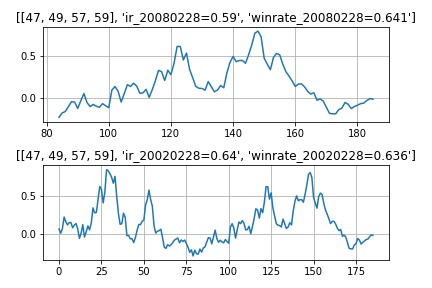 [[47, 49, 57, 59], 'ir_20080228=0.59', 'winrate_20080228=0.641']
0.5
0.0
80 100 120 140 160 180
[[47, 49, 57, 59], 'ir_20020228=0.64', 'winrate_20020228=0.636']
0.5
0.0
0 25 50 75 100 125 150 175